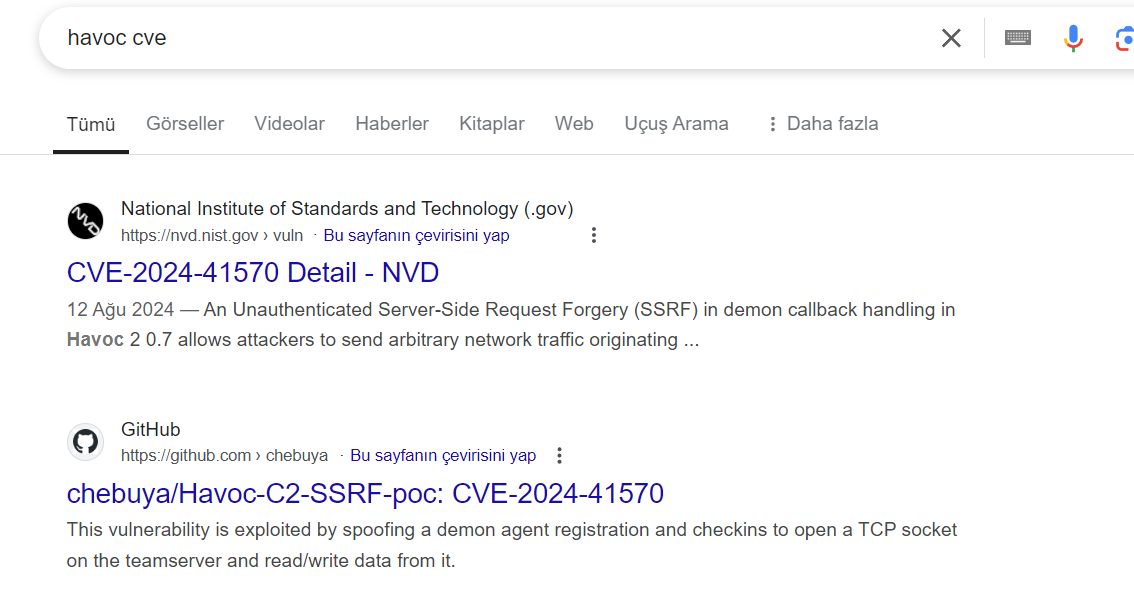 havoc cve
Tümü Görseller Videolar Haberler Kitaplar Web Uçuş Arama Daha fazla
NVD
National Institute of Standards and Technology (.gov)
https://nvd.nist.gov › vuln · Bu sayfanın çevirisini yap
CVE-2024-41570 Detail - NVD
12 Ağu 2024 — An Unauthenticated Server-Side Request Forgery (SSRF) in demon callback handling in
Havoc 2 0.7 allows attackers to send arbitrary network traffic originating ...
GitHub
https://github.com › chebuya · Bu sayfanın çevirisini yap
chebuya/Havoc-C2-SSRF-poc: CVE-2024-41570
This vulnerability is exploited by spoofing a demon agent registration and checkins to open a TCP socket
on the teamserver and read/write data from it.